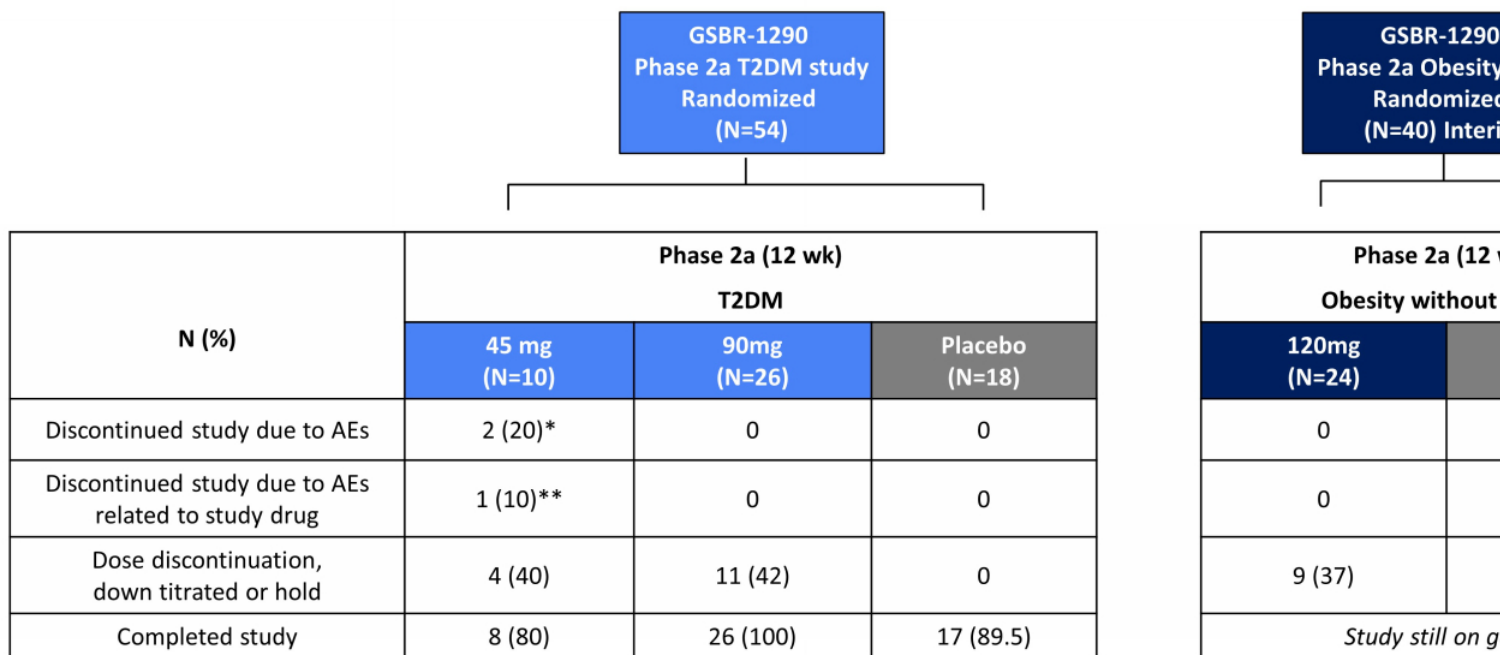 GSBR-1290
Phase 2a T2DM study
Randomized
(N=54)
GSBR-1290
Phase 2a Obesity
Randomized
(N=40) Interi
Phase 2a (12 wk)
T2DM
N (%)
45 mg
(N=10)
90mg
(N=26)
Placebo
(N=18)
Discontinued study due to AEs
2 (20)*
0
0
Discontinued study due to AEs
related to study drug
1 (10)**
0
0
Dose discontinuation,
down titrated or hold
4 (40)
11 (42)
0
Completed study
8 (80)
26 (100)
17 (89.5)
Phase 2a (12
Obesity without
120mg
(N=24)
0
0
9 (37)
Study still on g